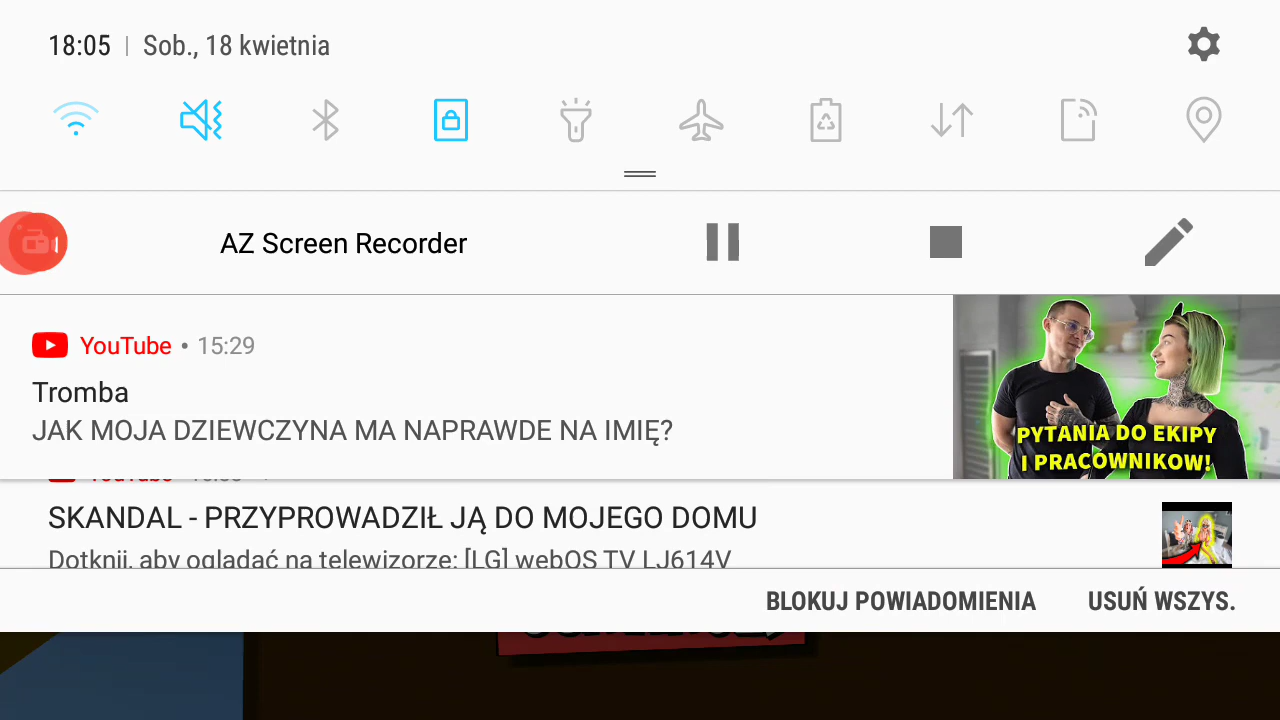 18:05 | Sob., 18 kwietnia
AZ Screen Recorder
YouTube • 15:29
Tromba
JAK MOJA DZIEWCZYNA MA NAPRAWDE NA IMIĘ?
PYTANIA DO EKIPY
I PRACOWNIKOW!
YouTube
SKANDAL - PRZYPROWADZIŁ JĄ DO MOJEGO DOMU
Dotknij, aby oglądać na telewizorze: [LG] webOS TV LJ614V
BLOKUJ POWIADOMIENIA
USUŃ WSZYS.